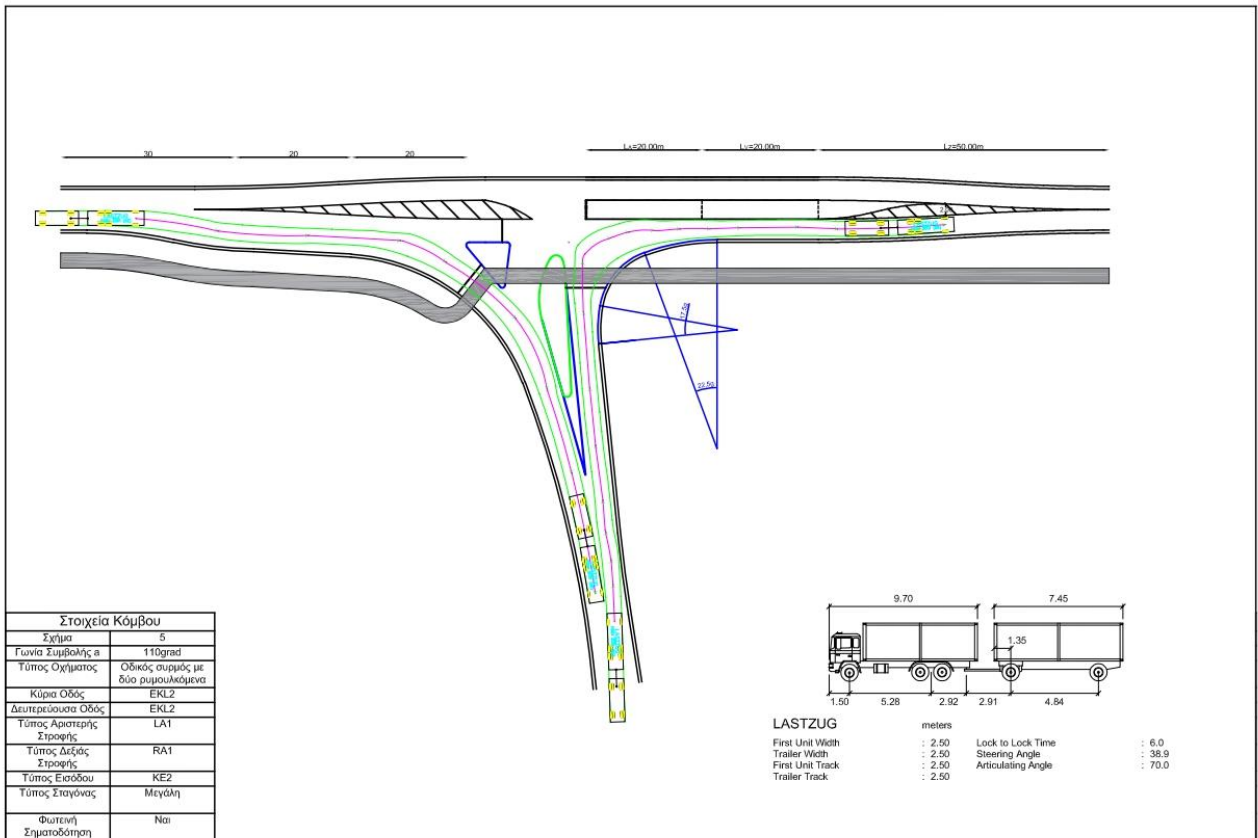 30
20
20
LA=20.00m
LV=20.00m
LZ=50.00m
17.5g
22.5g
Στοιχεία Κόμβου
Σχήμα 5
Γωνία Συμβολής a 110grad
Τύπος Οχήματος Οδικός συρμός με
δύο ρυμουλκόμενα
Κύρια Οδός EKL2
Δευτερεύουσα Οδός EKL2
Τύπος Αριστερής LA1
Στροφής
Τύπος Δεξιάς RA1
Στροφής
Τύπος Εισόδου KE2
Τύπος Σταγόνας Μεγάλη
Φωτεινή Ναι
Σηματοδότηση
9.70
7.45
1.35
1.50
5.28
2.92
2.91
4.84
LASTZUG
meters
First Unit Width : 2.50 Lock to Lock Time : 6.0
Trailer Width : 2.50 Steering Angle : 38.9
First Unit Track : 2.50 Articulating Angle : 70.0
Trailer Track : 2.50